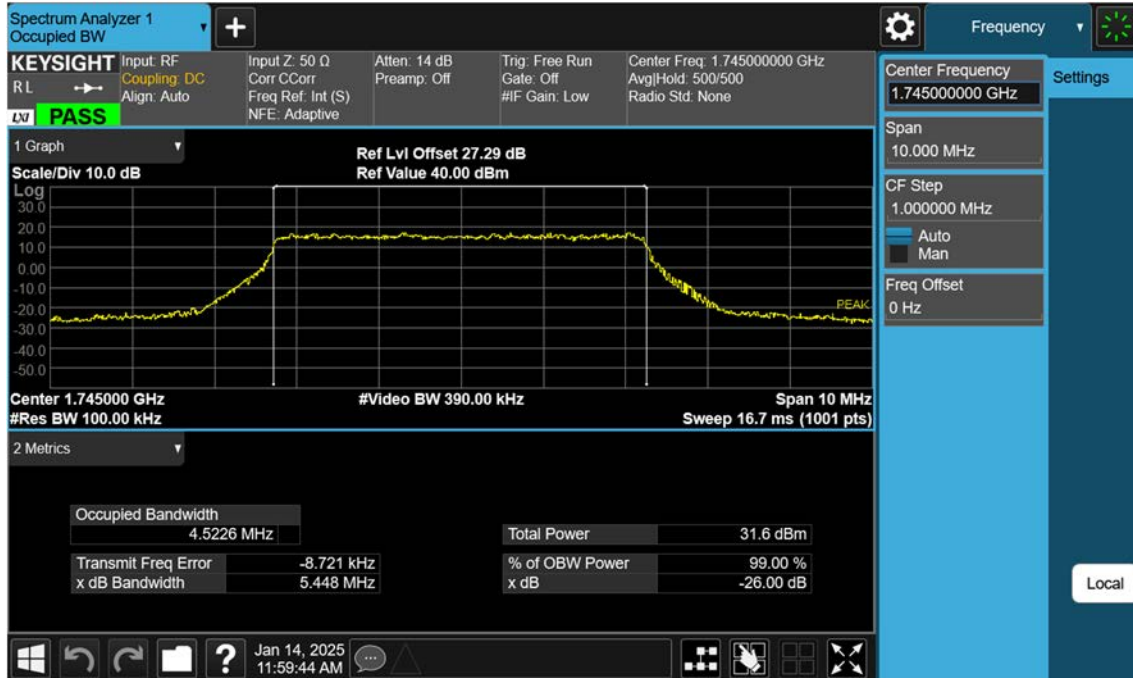 Spectrum Analyzer 1
Occupied BW
+
Frequency
KEYSIGHT
R L
LXI
PASS
Input: RF
Coupling: DC
Align: Auto
Input Z: 50 Ω
Corr CCorr
Freq Ref: Int (S)
NFE: Adaptive
Atten: 14 dB
Preamp: Off
Trig: Free Run
Gate: Off
#IF Gain: Low
Center Freq: 1.745000000 GHz
Avg|Hold: 500/500
Radio Std: None
Center Frequency
1.745000000 GHz
Settings
Span
10.000 MHz
CF Step
1.000000 MHz
Auto
Man
Freq Offset
0 Hz
Local
1 Graph
Scale/Div 10.0 dB
Ref Lvl Offset 27.29 dB
Ref Value 40.00 dBm
Log
30.0
20.0
10.0
0.00
-10.0
-20.0
-30.0
-40.0
-50.0
PEAK
Center 1.745000 GHz
#Video BW 390.00 kHz
Span 10 MHz
#Res BW 100.00 kHz
Sweep 16.7 ms (1001 pts)
2 Metrics
Occupied Bandwidth
4.5226 MHz
Total Power 31.6 dBm
Transmit Freq Error -8.721 kHz
% of OBW Power 99.00 %
x dB Bandwidth 5.448 MHz
x dB -26.00 dB
?
Jan 14, 2025
11:59:44 AM